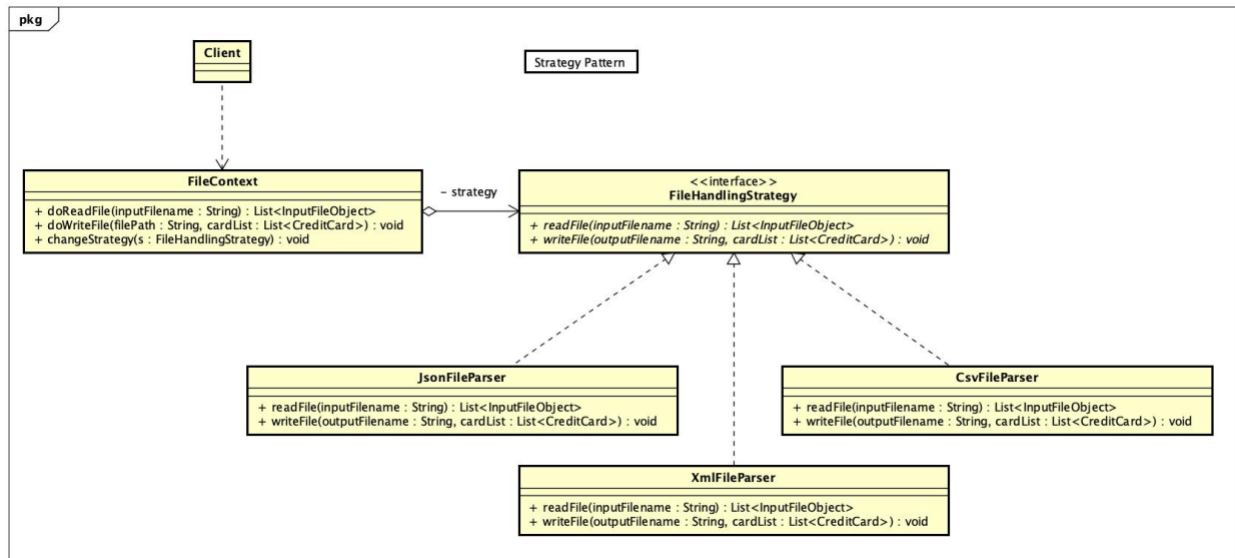 pkg
Client
Strategy Pattern
FileContext
+ doReadFile(inputFilename : String) : List<InputFileObject>
+ doWriteFile(filePath : String, cardList : List<CreditCard>) : void
+ changeStrategy(s : FileHandlingStrategy) : void
- strategy
<<interface>>
FileHandlingStrategy
+ readFile(inputFilename : String) : List<InputFileObject>
+ writeFile(outputFilename : String, cardList : List<CreditCard>) : void
JsonFileParser
+ readFile(inputFilename : String) : List<InputFileObject>
+ writeFile(outputFilename : String, cardList : List<CreditCard>) : void
CsvFileParser
+ readFile(inputFilename : String) : List<InputFileObject>
+ writeFile(outputFilename : String, cardList : List<CreditCard>) : void
XmlFileParser
+ readFile(inputFilename : String) : List<InputFileObject>
+ writeFile(outputFilename : String, cardList : List<CreditCard>) : void